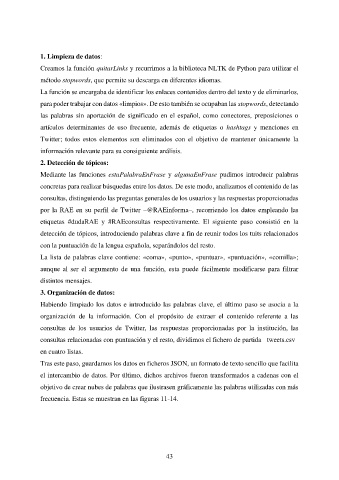 1. Limpieza de datos:
Creamos la función quitarLinks y recurrimos a la biblioteca NLTK de Python para utilizar el
método stopwords, que permite su descarga en diferentes idiomas.
La función se encargaba de identificar los enlaces contenidos dentro del texto y de eliminarlos,
para poder trabajar con datos «limpios». De esto también se ocupaban las stopwords, detectando
las palabras sin aportación de significado en el español, como conectores, preposiciones o
artículos determinantes de uso frecuente, además de etiquetas o hashtags y menciones en
Twitter; todos estos elementos son eliminados con el objetivo de mantener únicamente la
información relevante para su consiguiente análisis.
2. Detección de tópicos:
Mediante las funciones estaPalabraEnFrase y algunaEnFrase pudimos introducir palabras
concretas para realizar búsquedas entre los datos. De este modo, analizamos el contenido de las
consultas, distinguiendo las preguntas generales de los usuarios y las respuestas proporcionadas
por la RAE en su perfil de Twitter –@RAEinforma–, recorriendo los datos empleando las
etiquetas #dudaRAE y #RAEconsultas respectivamente. El siguiente paso consistió en la
detección de tópicos, introduciendo palabras clave a fin de reunir todos los tuits relacionados
con la puntuación de la lengua española, separándolos del resto.
La lista de palabras clave contiene: «coma», «punto», «puntuar», «puntuación», «comilla»;
aunque al ser el argumento de una función, esta puede fácilmente modificarse para filtrar
distintos mensajes.
3. Organización de datos:
Habiendo limpiado los datos e introducido las palabras clave, el último paso se asocia a la
organización de la información. Con el propósito de extraer el contenido referente a las
consultas de los usuarios de Twitter, las respuestas proporcionadas por la institución, las
consultas relacionadas con puntuación y el resto, dividimos el fichero de partida tweets.csv
en cuatro listas.
Tras este paso, guardamos los datos en ficheros JSON, un formato de texto sencillo que facilita
el intercambio de datos. Por último, dichos archivos fueron transformados a cadenas con el
objetivo de crear nubes de palabras que ilustrasen gráficamente las palabras utilizadas con más
frecuencia. Estas se muestran en las figuras 11-14.
43